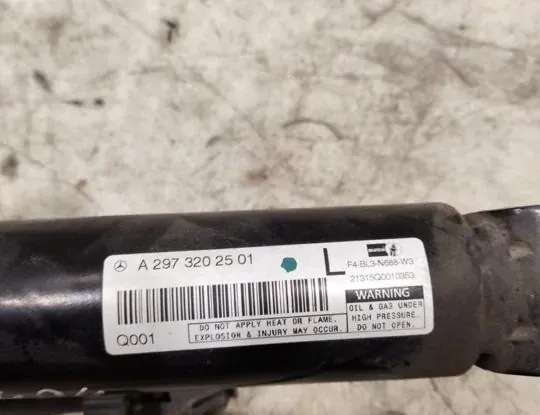 A 297 320 25 01
L
F4-BL3-N688-W3
21315Q0010353
Q001
DO NOT APPLY HEAT OR FLAME.
EXPLOSION & INJURY MAY OCCUR.
WARNING
OIL & GAS UNDER
HIGH PRESSURE.
DO NOT OPEN.